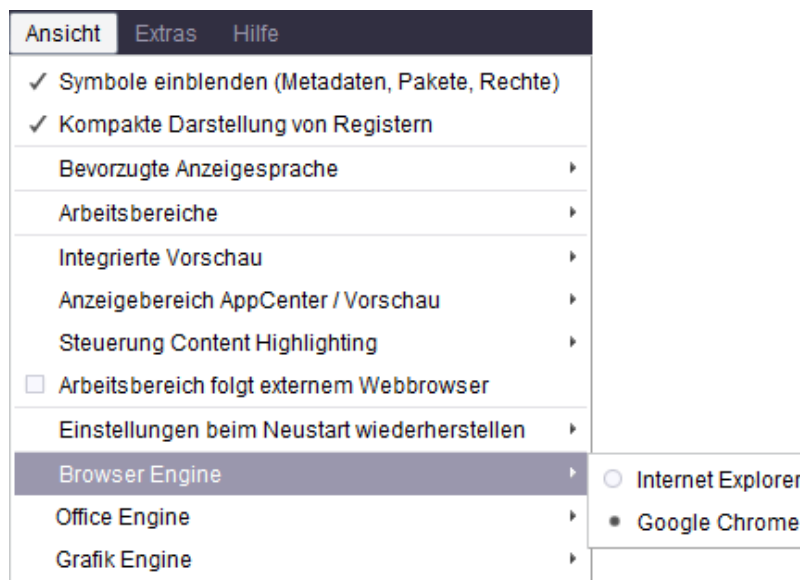 Ansicht Extras Hilfe
Symbole einblenden (Metadaten, Pakete, Rechte)
Kompakte Darstellung von Registern
Bevorzugte Anzeigesprache
Arbeitsbereiche
Integrierte Vorschau
Anzeigebereich AppCenter / Vorschau
Steuerung Content Highlighting
Arbeitsbereich folgt externem Webbrowser
Einstellungen beim Neustart wiederherstellen
Browser Engine
Internet Explorer
Google Chrome
Office Engine
Grafik Engine